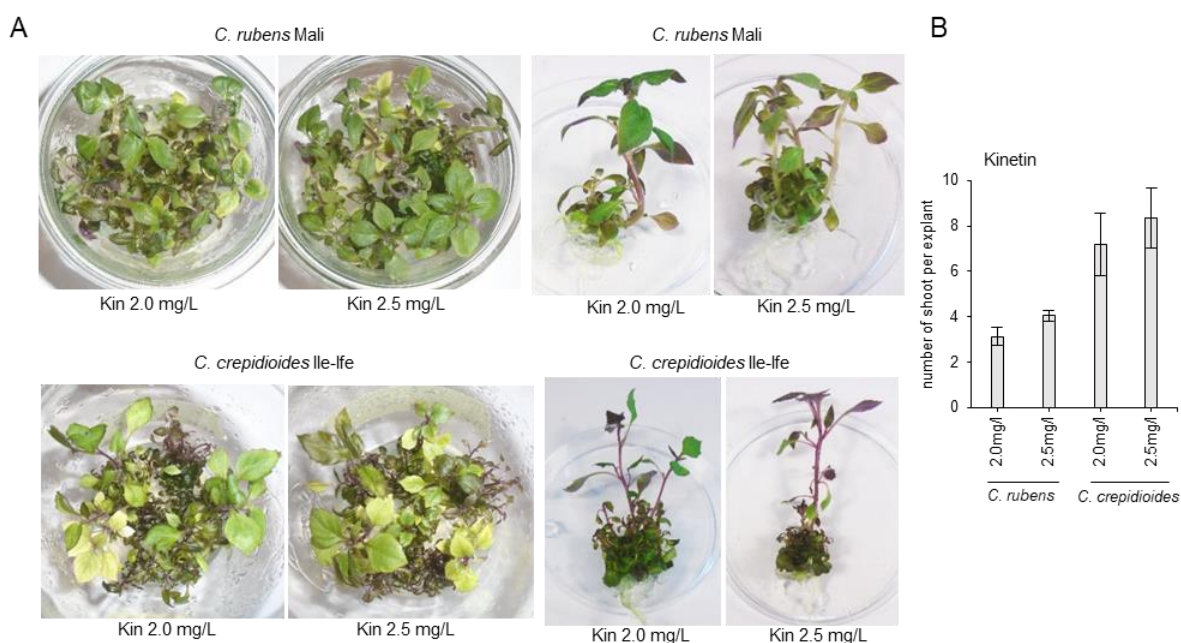 A
C. rubens Mali
C. rubens Mali
Kin 2.0 mg/L
Kin 2.5 mg/L
Kin 2.0 mg/L
Kin 2.5 mg/L
C. crepidioides Ile-Ife
C. crepidioides Ile-Ife
Kin 2.0 mg/L
Kin 2.5 mg/L
Kin 2.0 mg/L
Kin 2.5 mg/L
B
Kinetin
number of shoot per explant
10
8
6
4
2
0
2.0mg/l
2.5mg/l
2.0mg/l
2.5mg/l
C. rubens
C. crepidioides